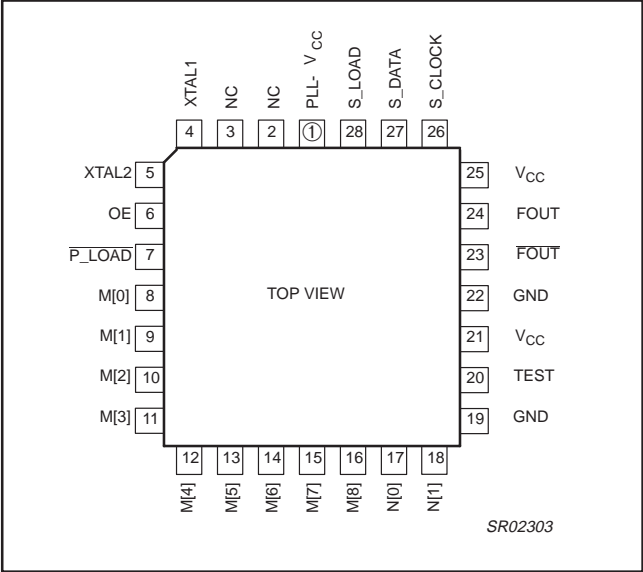 XTAL1
NC
NC
PLL- VCC
S_LOAD
S_DATA
S_CLOCK
4
3
2
1
28
27
26
XTAL2 5
OE 6
P_LOAD 7
M[0] 8
M[1] 9
M[2] 10
M[3] 11
TOP VIEW
25 VCC
24 FOUT
23 FOUT
22 GND
21 VCC
20 TEST
19 GND
12
13
14
15
16
17
18
M[4]
M[5]
M[6]
M[7]
M[8]
N[0]
N[1]
SR02303